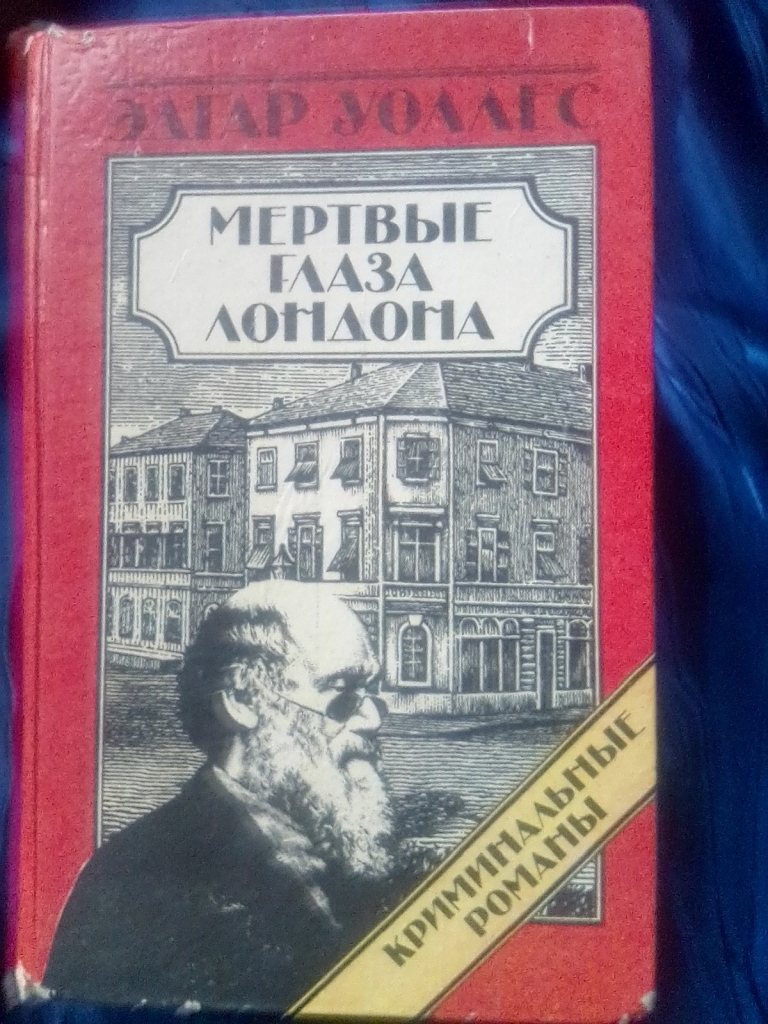 ЭДГАР УОЛЛЕС
МЕРТВЫЕ
ГЛАЗА
ЛОНДОНА
КРИМИНАЛЬНЫЕ
РОМАНЫ